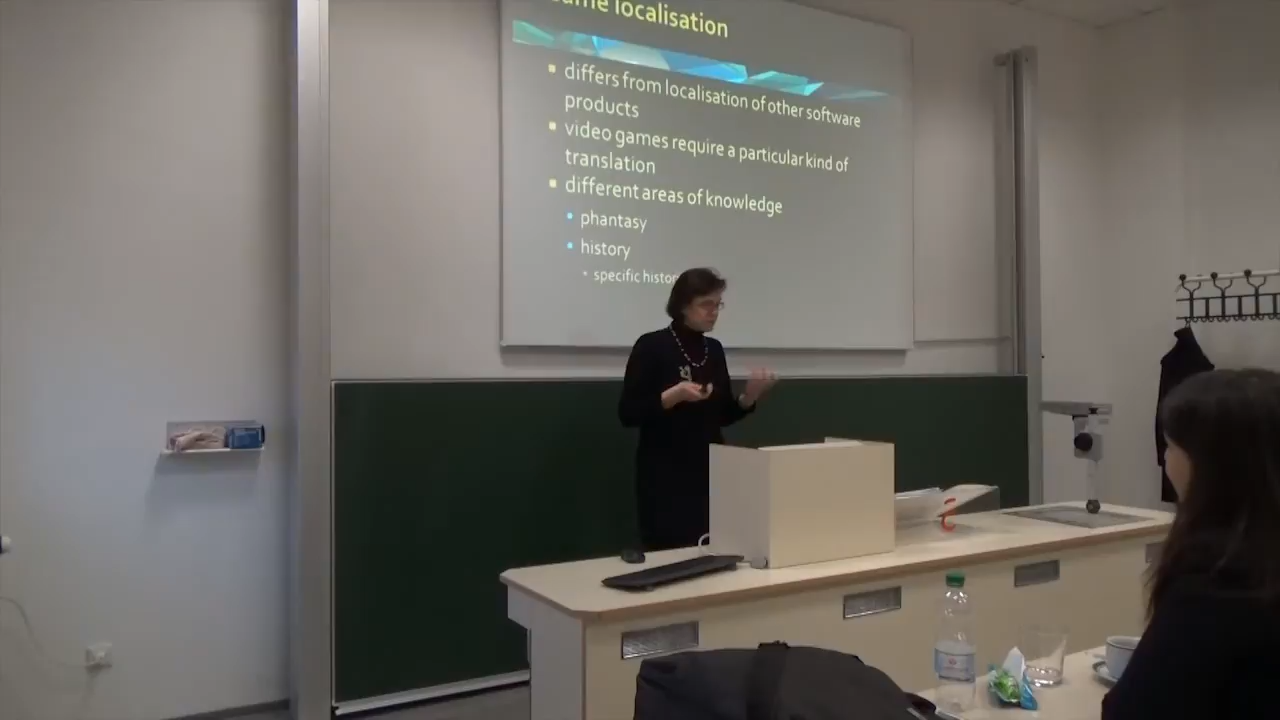 localisation
differs from localisation of other software
products
video games require a particular kind of
translation
different areas of knowledge
phantasy
history
specific